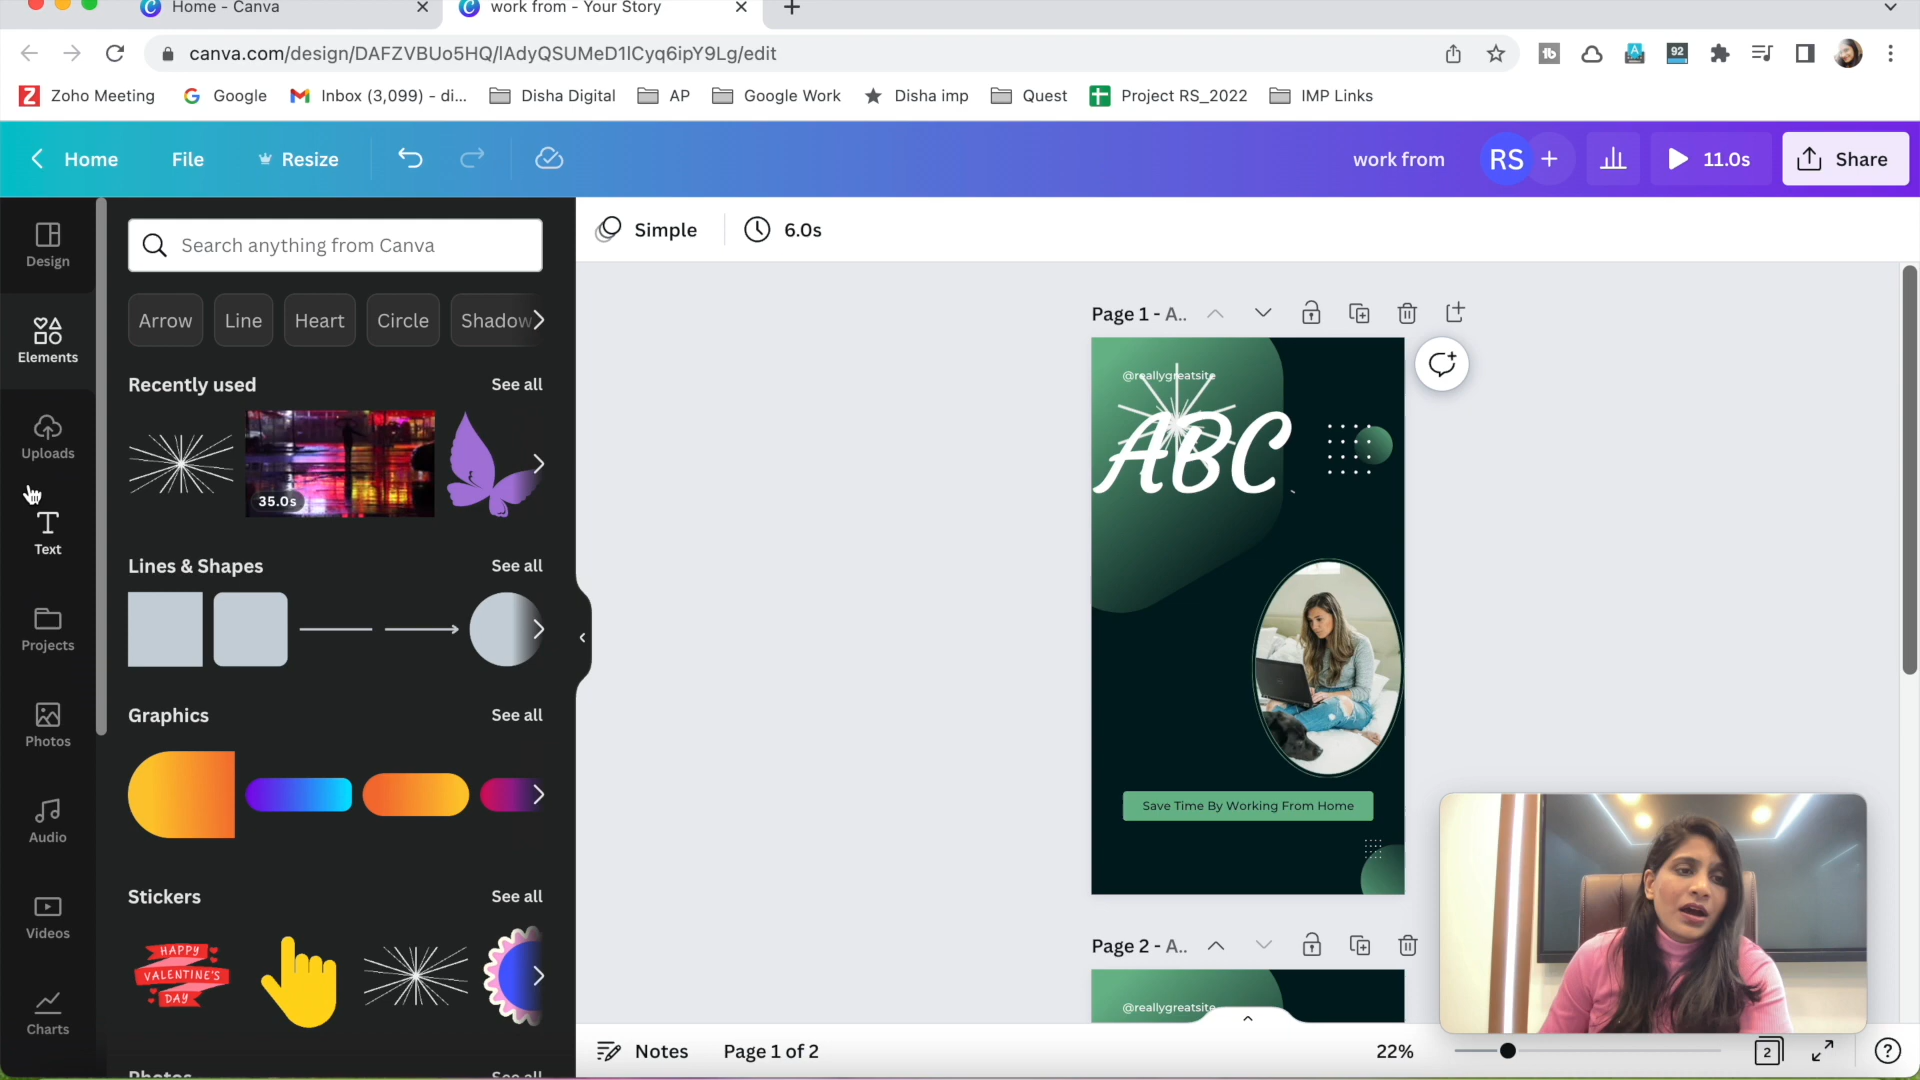 Home - Canva
work from - Your Story
canva.com/design/DAFZVBUo5HQ/lAdyQSUMeD1lCyq6ipY9Lg/edit
Zoho Meeting
Google
Inbox (3,099) - di...
Disha Digital
AP
Google Work
Disha imp
Quest
Project RS_2022
IMP Links
Home
File
Resize
work from
RS
11.0s
Share
Design
Elements
Uploads
Text
Projects
Photos
Audio
Videos
Charts
Search anything from Canva
Arrow
Line
Heart
Circle
Shadow
Recently used
See all
35.0s
Lines & Shapes
See all
Graphics
See all
Stickers
See all
HAPPY
VALENTINE'S
DAY
Simple
6.0s
Page 1 - A..
@reallygreatsite
ABC
Save Time By Working From Home
Page 2 - A..
@reallygreatsite
Notes
Page 1 of 2
22%
2
92